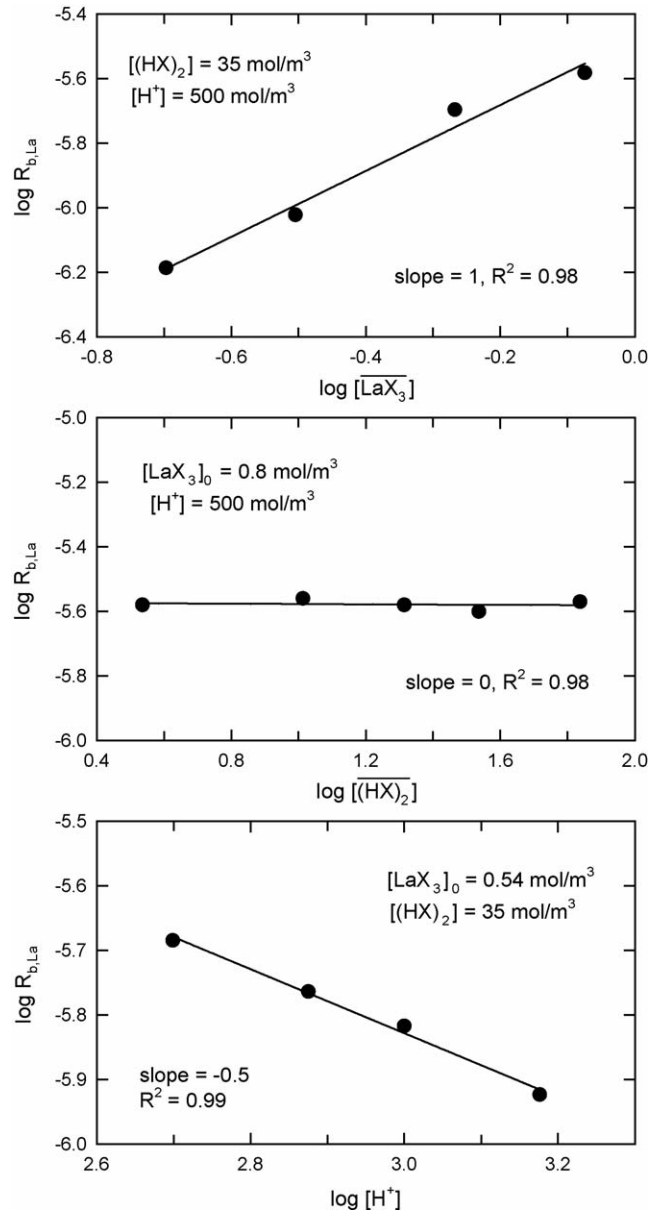 -5.4
[(HX)₂] = 35 mol/m³
[H⁺] = 500 mol/m³
-5.6
-5.8
log R_b,La
-6.0
-6.2
slope = 1, R² = 0.98
-6.4
-0.8 -0.6 -0.4 -0.2 0.0
log [L̅a̅X̅₃̅]
-5.0
[LaX₃]₀ = 0.8 mol/m³
-5.2
[H⁺] = 500 mol/m³
-5.4
log R_b,La
-5.6
-5.8
slope = 0, R² = 0.98
-6.0
0.4 0.8 1.2 1.6 2.0
log [(̅H̅X̅)̅₂̅]
-5.5
[LaX₃]₀ = 0.54 mol/m³
-5.6
[(HX)₂] = 35 mol/m³
-5.7
log R_b,La
-5.8
-5.9
slope = -0.5
R² = 0.99
-6.0
2.6 2.8 3.0 3.2
log [H⁺]